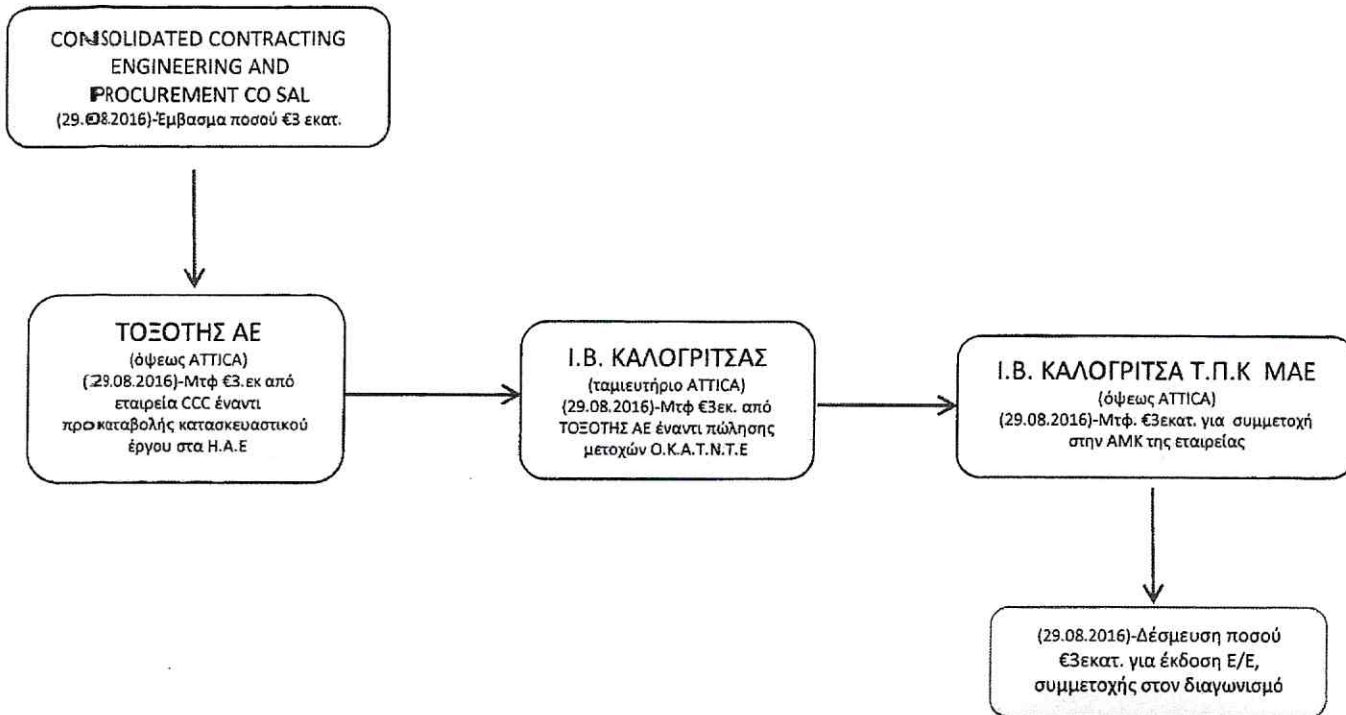 CONSOLIDATED CONTRACTING
ENGINEERING AND
PROCUREMENT CO SAL
(29.08.2016)-Έμβασμα ποσού €3 εκατ.
ΤΟΞΟΤΗΣ ΑΕ
(όψεως ATTICA)
(29.08.2016)-Μτφ €3.εκ από
εταιρεία CCC έναντι
προκαταβολής κατασκευαστικού
έργου στα Η.Α.Ε
Ι.Β. ΚΑΛΟΓΡΙΤΣΑΣ
(ταμιευτήριο ATTICA)
(29.08.2016)-Μτφ €3εκ. από
ΤΟΞΟΤΗΣ ΑΕ έναντι πώλησης
μετοχών Ο.Κ.Α.Τ.Ν.Τ.Ε
Ι.Β. ΚΑΛΟΓΡΙΤΣΑ Τ.Π.Κ ΜΑΕ
(όψεως ATTICA)
(29.08.2016)-Μτφ. €3εκατ. για συμμετοχή
στην ΑΜΚ της εταιρείας
(29.08.2016)-Δέσμευση ποσού
€3εκατ. για έκδοση Ε/Ε,
συμμετοχής στον διαγωνισμό